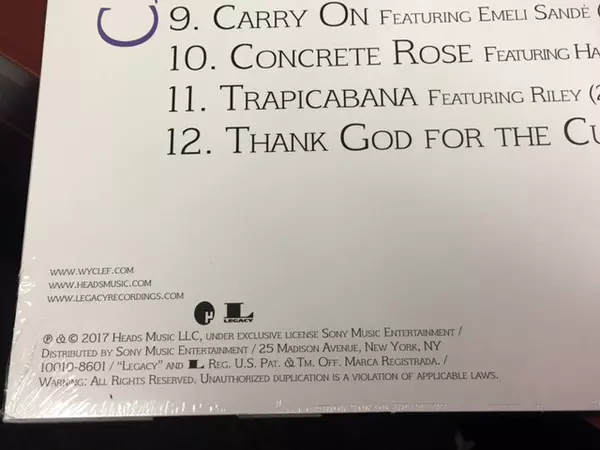 9. Carry On Featuring Emeli Sandé (
10. Concrete Rose Featuring Ha
11. Trapicabana Featuring Riley (2
12. Thank God for the Cu
www.wyclef.com
www.headsmusic.com
www.legacyrecordings.com
L
LEGACY
℗ & © 2017 Heads Music LLC, under exclusive license Sony Music Entertainment /
Distributed by Sony Music Entertainment / 25 Madison Avenue, New York, NY
10010-8601 / "Legacy" and L Reg. U.S. Pat. & Tm. Off. Marca Registrada. /
Warning: All Rights Reserved. Unauthorized duplication is a violation of applicable laws.